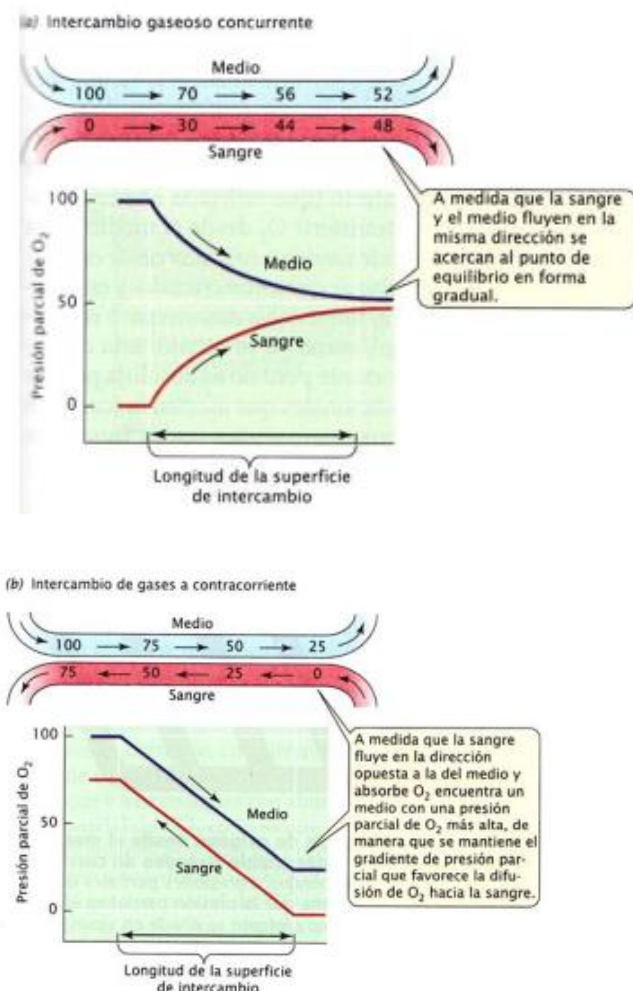 (a) Intercambio gaseoso concurrente
Medio
100 → 70 → 56 → 52
0 → 30 → 44 → 48
Sangre
A medida que la sangre
y el medio fluyen en la
misma dirección se
acercan al punto de
equilibrio en forma
gradual.
Presión parcial de O₂
100
50
0
Medio
Sangre
Longitud de la superficie
de intercambio
(b) Intercambio de gases a contracorriente
Medio
100 → 75 → 50 → 25
75 ← 50 ← 25 ← 0
Sangre
A medida que la sangre
fluye en la dirección
opuesta a la del medio y
absorbe O₂ encuentra un
medio con una presión
parcial de O₂ más alta, de
manera que se mantiene el
gradiente de presión par-
cial que favorece la difu-
sión de O₂ hacia la sangre.
Presión parcial de O₂
100
50
0
Medio
Sangre
Longitud de la superficie
de intercambio